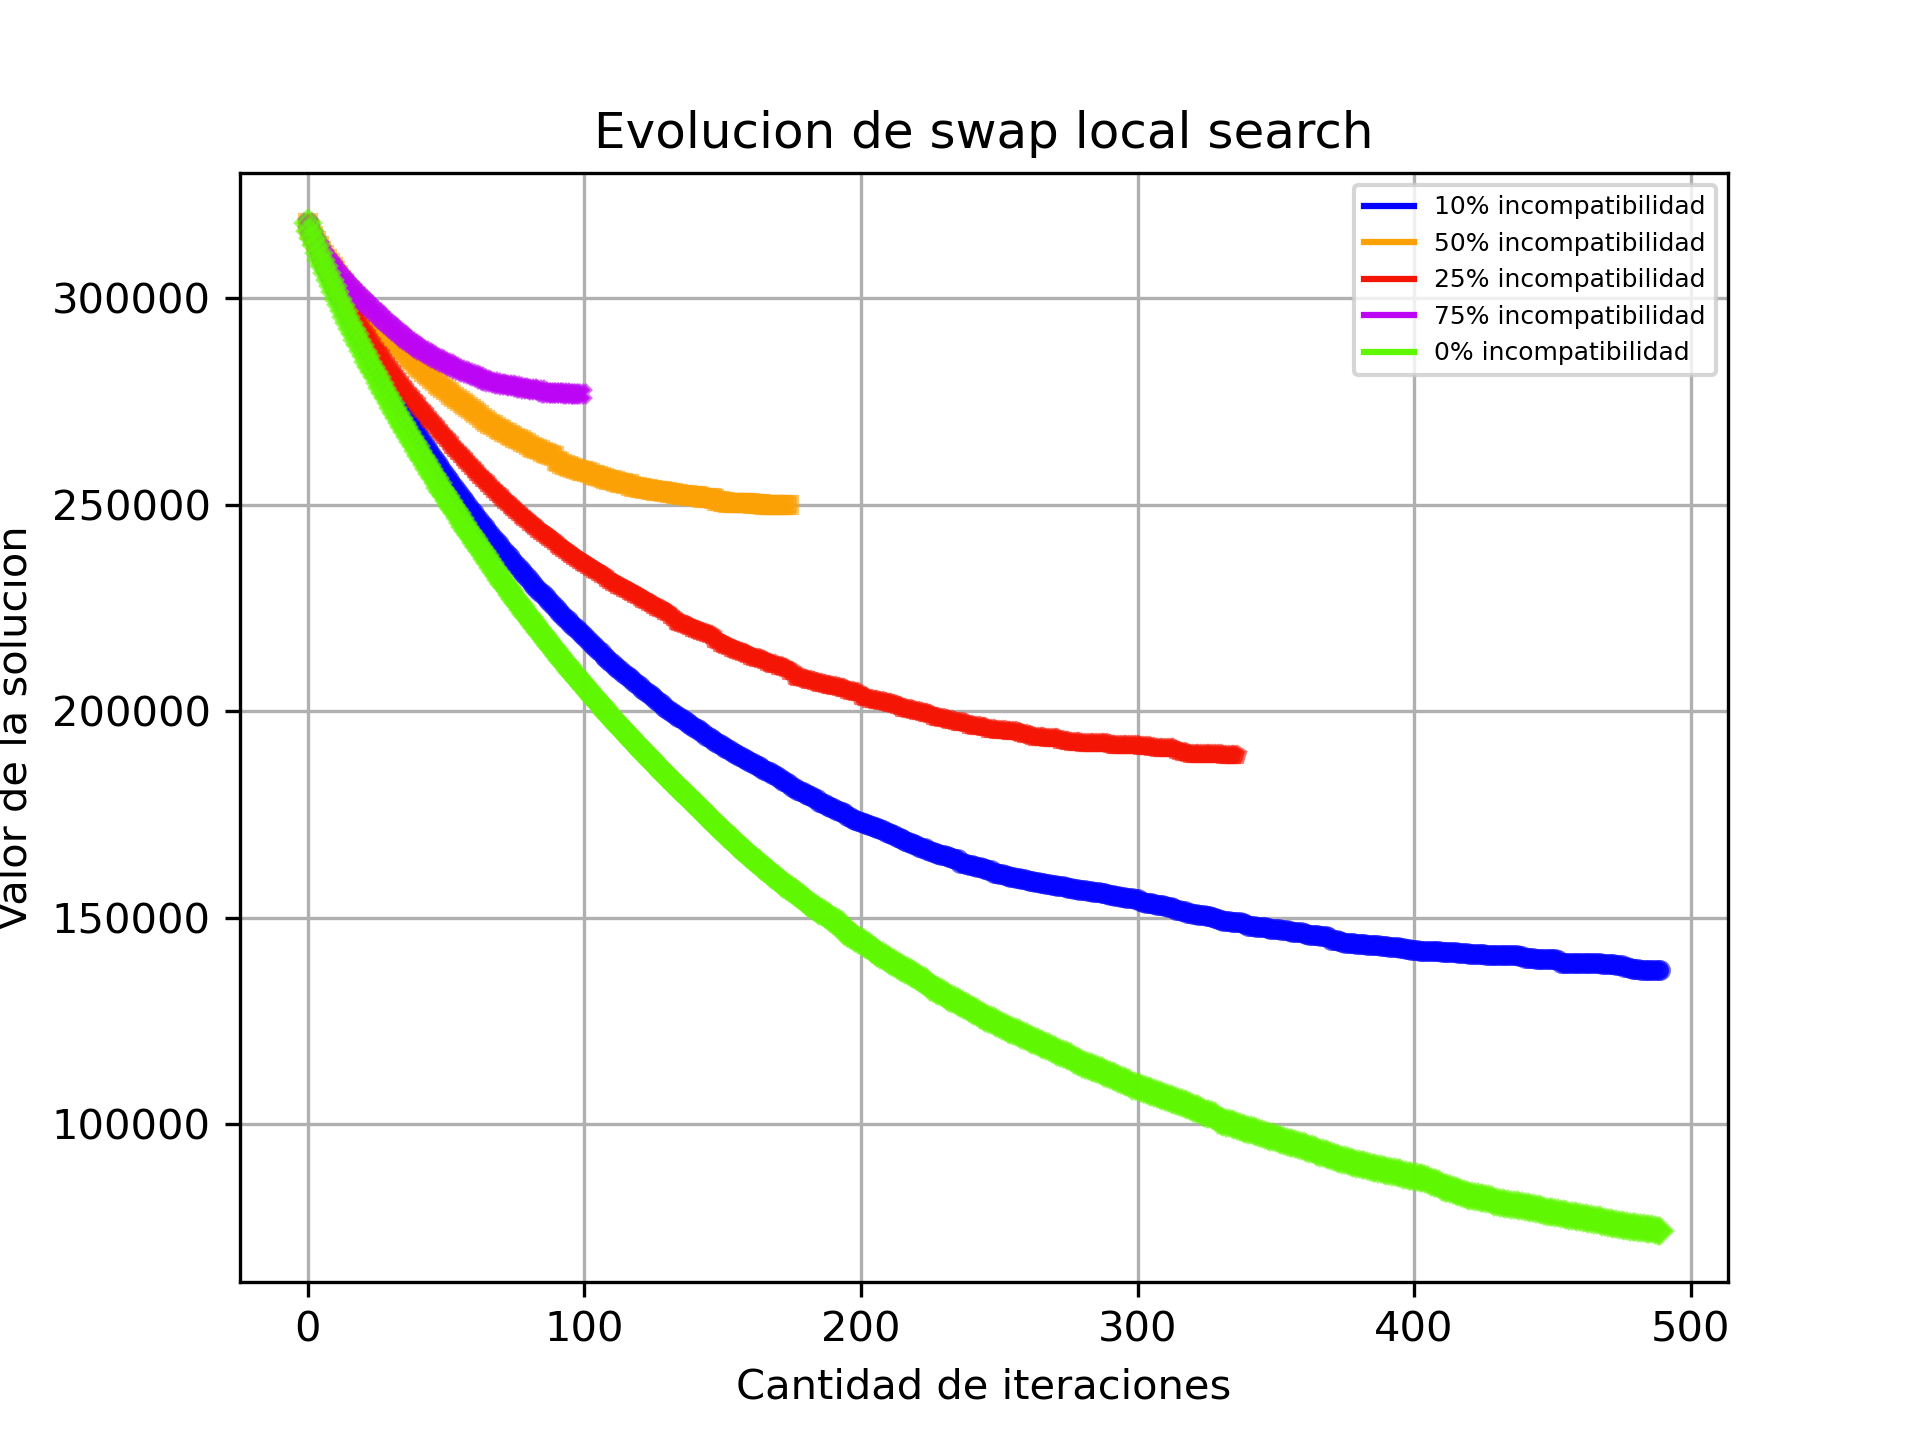 Evolucion de swap local search
10% incompatibilidad
50% incompatibilidad
25% incompatibilidad
75% incompatibilidad
0% incompatibilidad
Valor de la solucion
300000
250000
200000
150000
100000
0 100 200 300 400 500
Cantidad de iteraciones